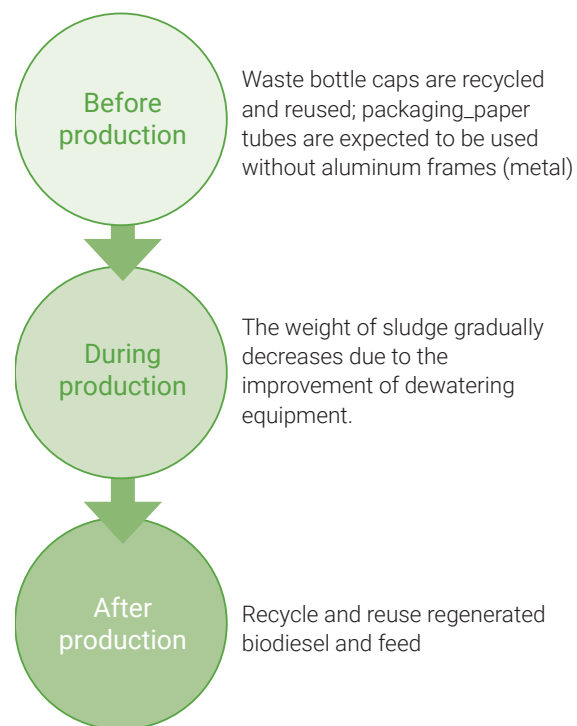 Before
production
Waste bottle caps are recycled
and reused; packaging_paper
tubes are expected to be used
without aluminum frames (metal)
During
production
The weight of sludge gradually
decreases due to the
improvement of dewatering
equipment.
After
production
Recycle and reuse regenerated
biodiesel and feed